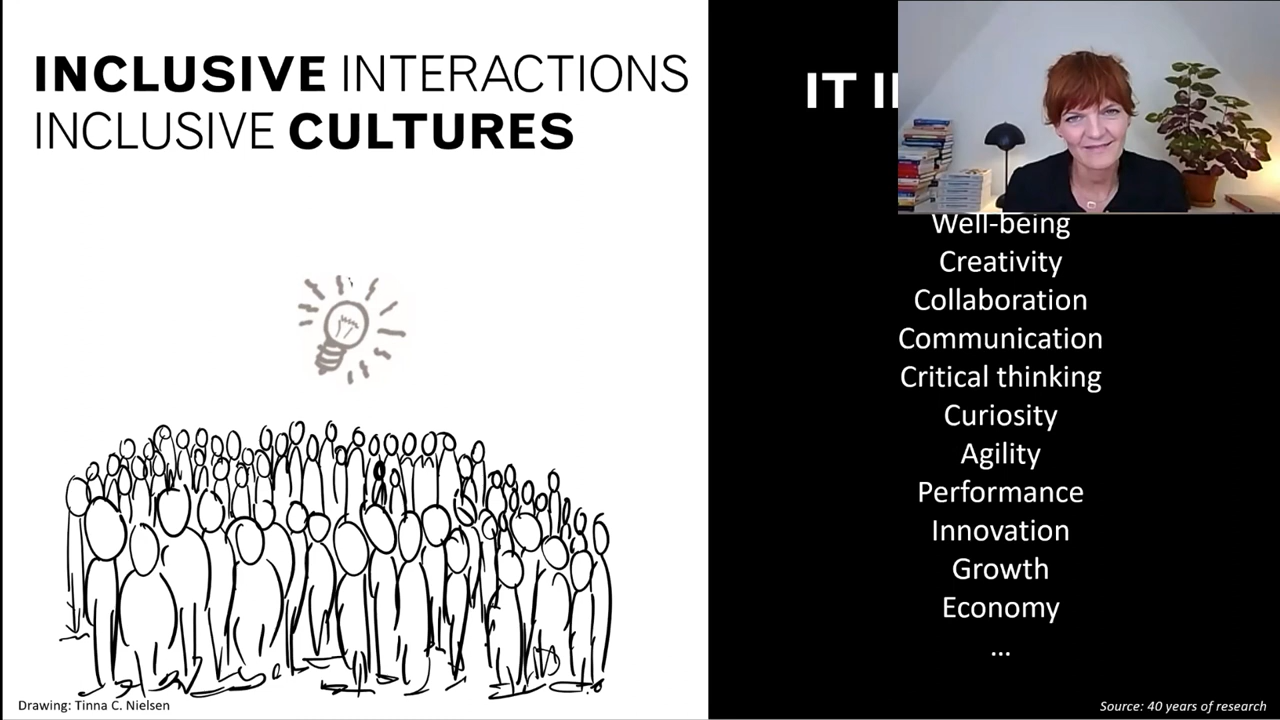 INCLUSIVE INTERACTIONS
INCLUSIVE CULTURES
IT
Well-being
Creativity
Collaboration
Communication
Critical thinking
Curiosity
Agility
Performance
Innovation
Growth
Economy
...
Drawing: Tinna C. Nielsen
Source: 40 years of research